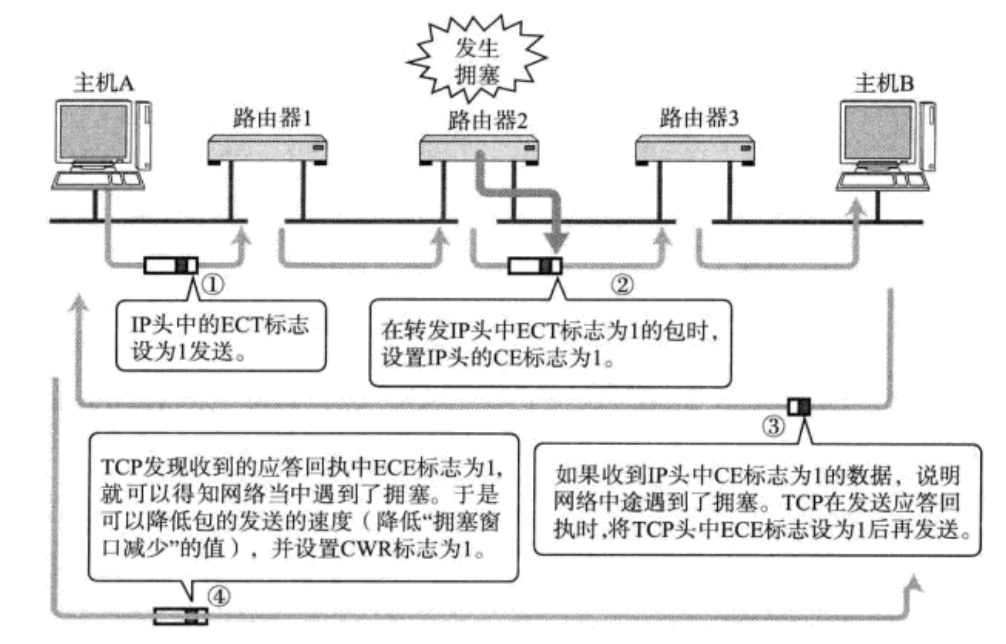 发生
拥塞
主机A
主机B
路由器1
路由器2
路由器3
①
②
IP头中的ECT标志
设为1发送。
在转发IP头中ECT标志为1的包时，
设置IP头的CE标志为1。
③
TCP发现收到的应答回执中ECE标志为1,
就可以得知网络当中遇到了拥塞。于是
可以降低包的发送的速度（降低“拥塞窗
口减少”的值），并设置CWR标志为1。
如果收到IP头中CE标志为1的数据，说明
网络中途遇到了拥塞。TCP在发送应答回
执时,将TCP头中ECE标志设为1后再发送。
④